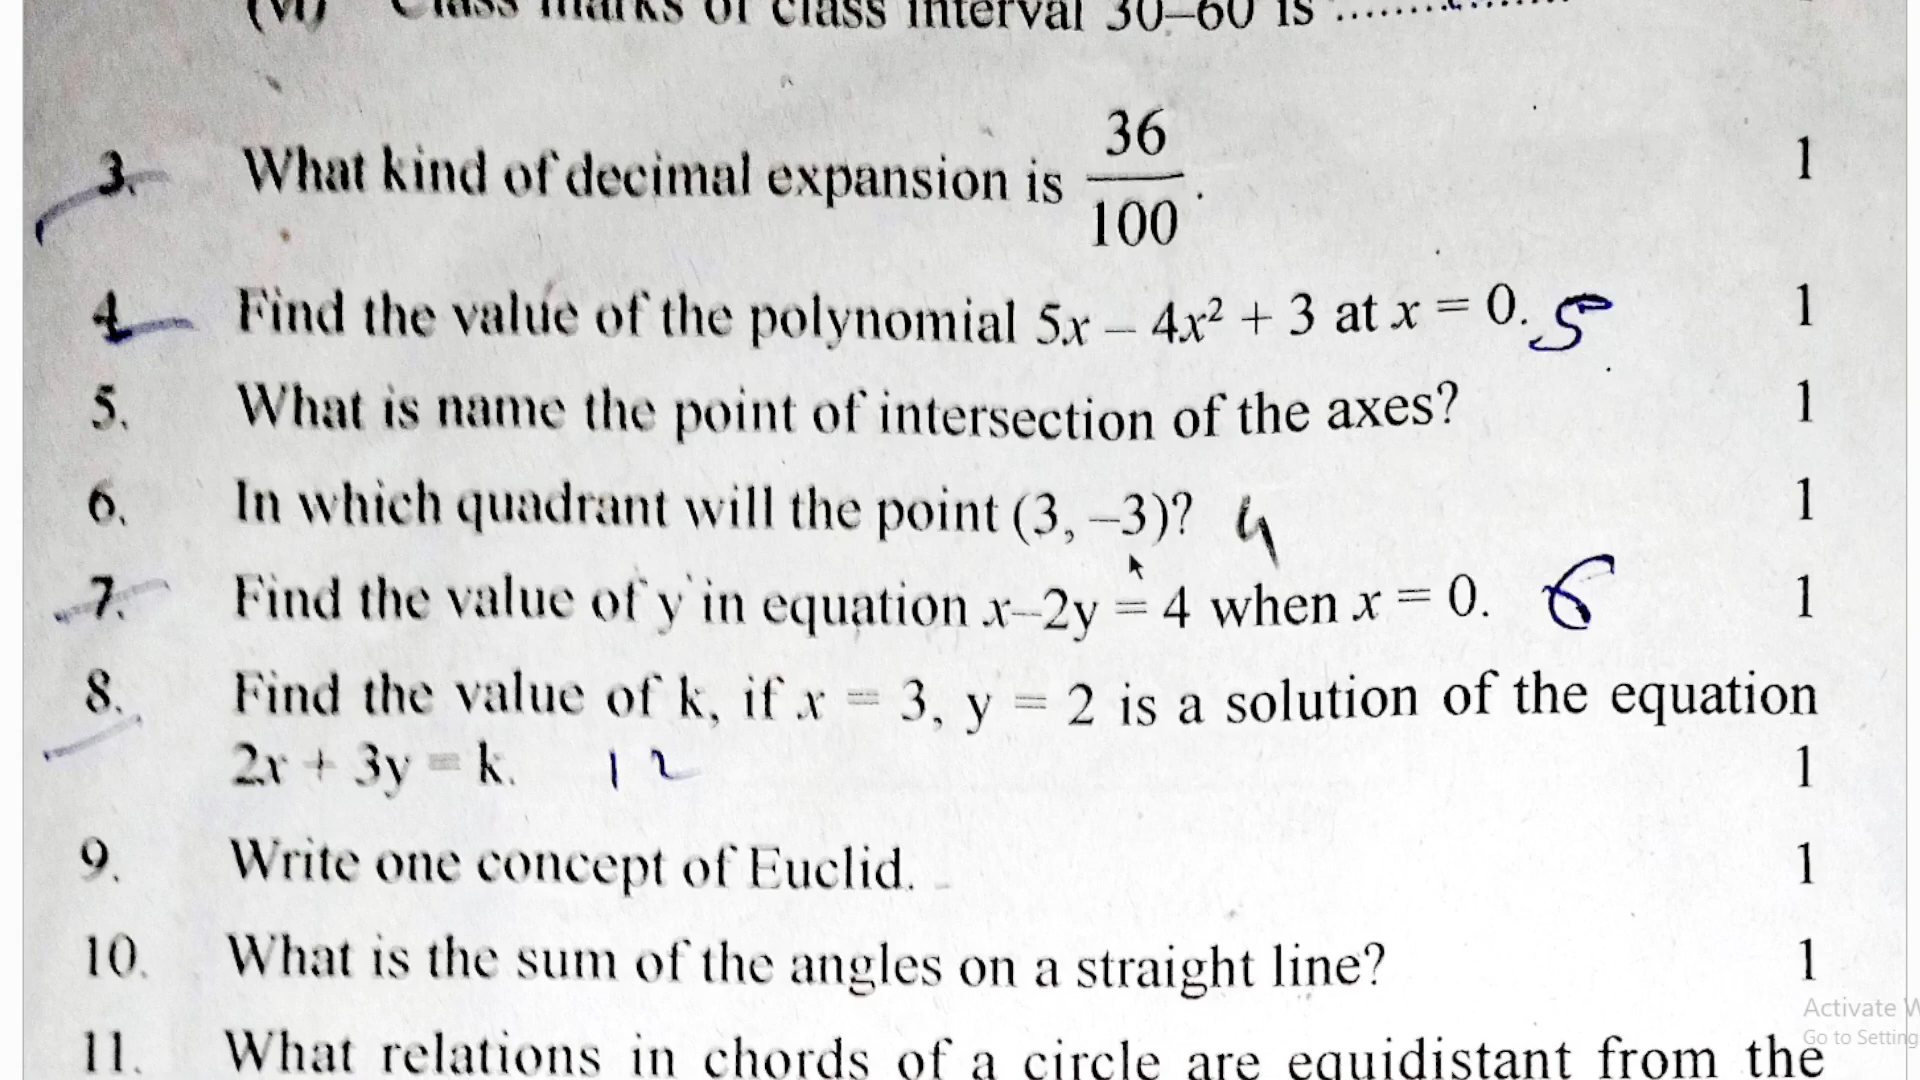 (vi) Class marks of class interval 30–60 is ................
3. What kind of decimal expansion is 36/100. 1
4 Find the value of the polynomial 5x – 4x² + 3 at x = 0. 5 1
5. What is name the point of intersection of the axes? 1
6. In which quadrant will the point (3, –3)? 4 1
7. Find the value of y in equation x–2y = 4 when x = 0. 6 1
8. Find the value of k, if x = 3, y = 2 is a solution of the equation
2x + 3y = k. 12 1
9. Write one concept of Euclid. 1
10. What is the sum of the angles on a straight line? 1
Activate W
Go to Setting
11. What relations in chords of a circle are equidistant from the